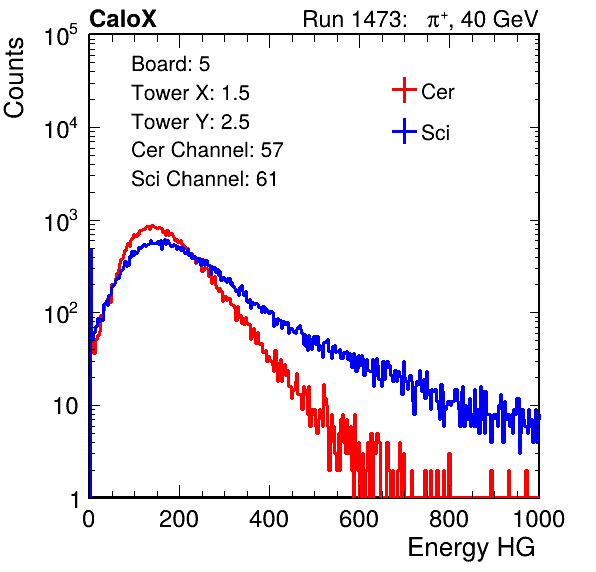 CaloX Run 1473: π⁺, 40 GeV
Counts
10⁵
10⁴
10³
10²
10
1
Board: 5
Tower X: 1.5
Tower Y: 2.5
Cer Channel: 57
Sci Channel: 61
Cer
Sci
0 200 400 600 800 1000
Energy HG